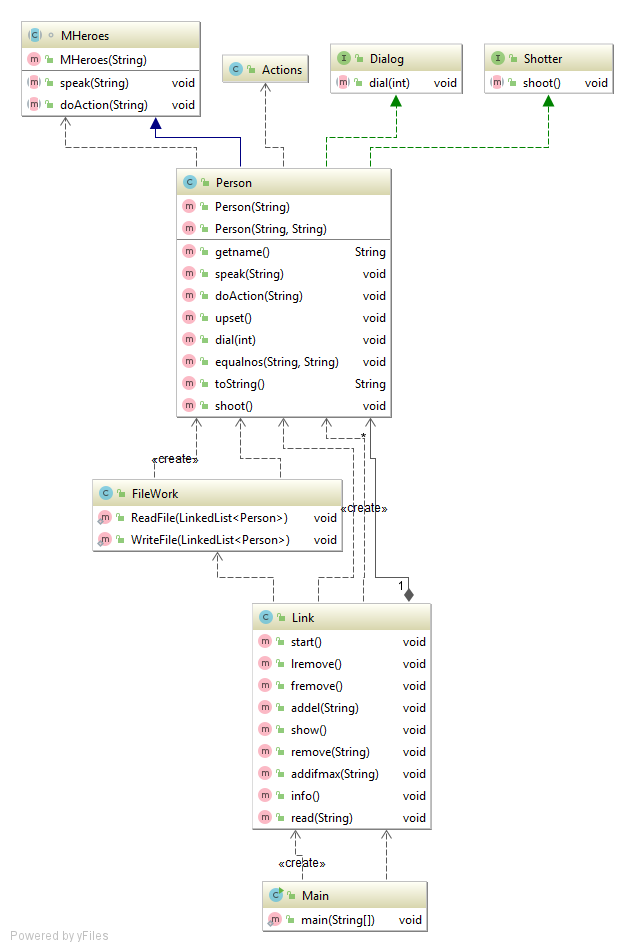 MHeroes
MHeroes(String)
speak(String) void
doAction(String) void
Actions
Dialog
dial(int) void
Shotter
shoot() void
Person
Person(String)
Person(String, String)
getname() String
speak(String) void
doAction(String) void
upset() void
dial(int) void
equalnos(String, String) void
toString() String
shoot() void
*
«create»
FileWork
ReadFile(LinkedList<Person>) void
WriteFile(LinkedList<Person>) void
«create»
1
Link
start() void
lremove() void
fremove() void
addel(String) void
show() void
remove(String) void
addifmax(String) void
info() void
read(String) void
«create»
Main
main(String[]) void
Powered by yFiles